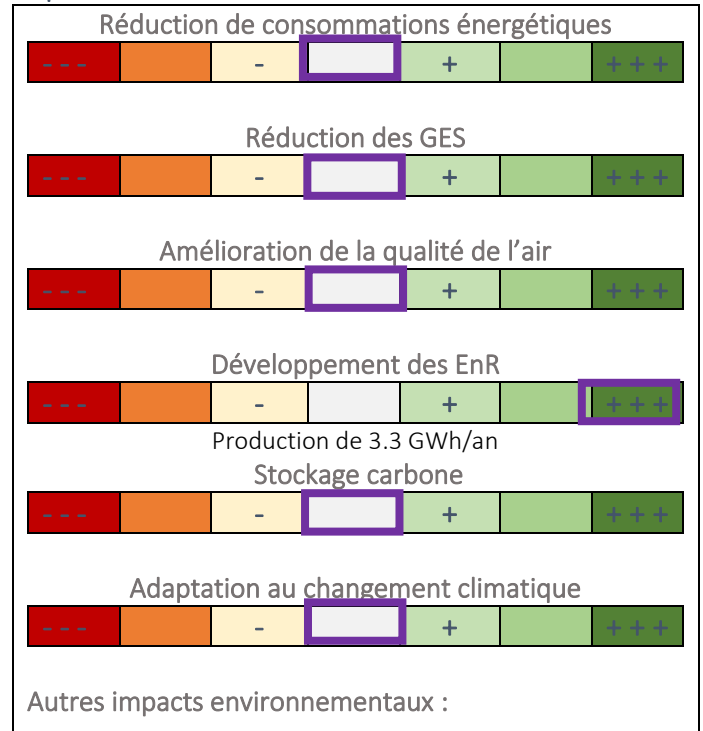 Réduction de consommations énergétiques
- - - - + + + +
Réduction des GES
- - - - + + + +
Amélioration de la qualité de l’air
- - - - + + + +
Développement des EnR
- - - - + + + +
Production de 3.3 GWh/an
Stockage carbone
- - - - + + + +
Adaptation au changement climatique
- - - - + + + +
Autres impacts environnementaux :